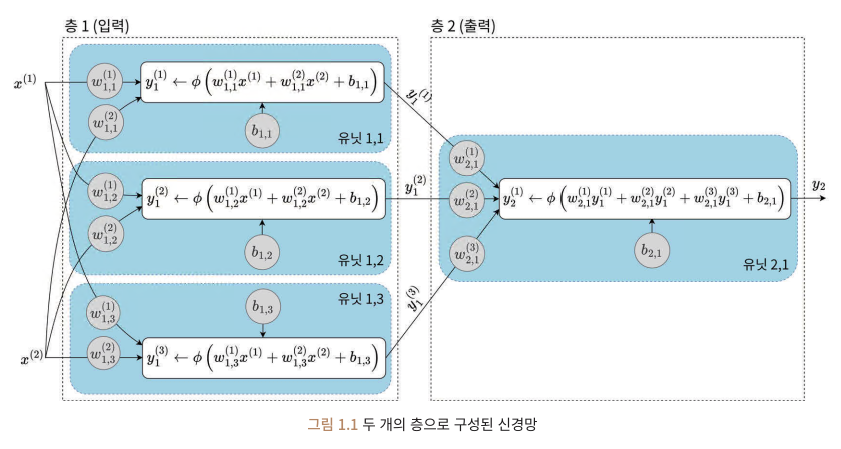 층 1 (입력)
층 2 (출력)
x^{(1)}
w_{1,1}^{(1)}
y_1^{(1)} ← ϕ(w_{1,1}^{(1)}x^{(1)} + w_{1,1}^{(2)}x^{(2)} + b_{1,1})
w_{1,1}^{(2)}
b_{1,1}
유닛 1,1
y_1^{(1)}
w_{1,2}^{(1)}
y_1^{(2)} ← ϕ(w_{1,2}^{(1)}x^{(1)} + w_{1,2}^{(2)}x^{(2)} + b_{1,2})
w_{1,2}^{(2)}
b_{1,2}
유닛 1,2
y_1^{(2)}
w_{2,1}^{(1)}
w_{2,1}^{(2)}
y_2^{(1)} ← ϕ(w_{2,1}^{(1)}y_1^{(1)} + w_{2,1}^{(2)}y_1^{(2)} + w_{2,1}^{(3)}y_1^{(3)} + b_{2,1})
y_2
w_{2,1}^{(3)}
b_{2,1}
유닛 2,1
유닛 1,3
b_{1,3}
w_{1,3}^{(1)}
y_1^{(3)}
x^{(2)}
w_{1,3}^{(2)}
y_1^{(3)} ← ϕ(w_{1,3}^{(1)}x^{(1)} + w_{1,3}^{(2)}x^{(2)} + b_{1,3})
그림 1.1 두 개의 층으로 구성된 신경망